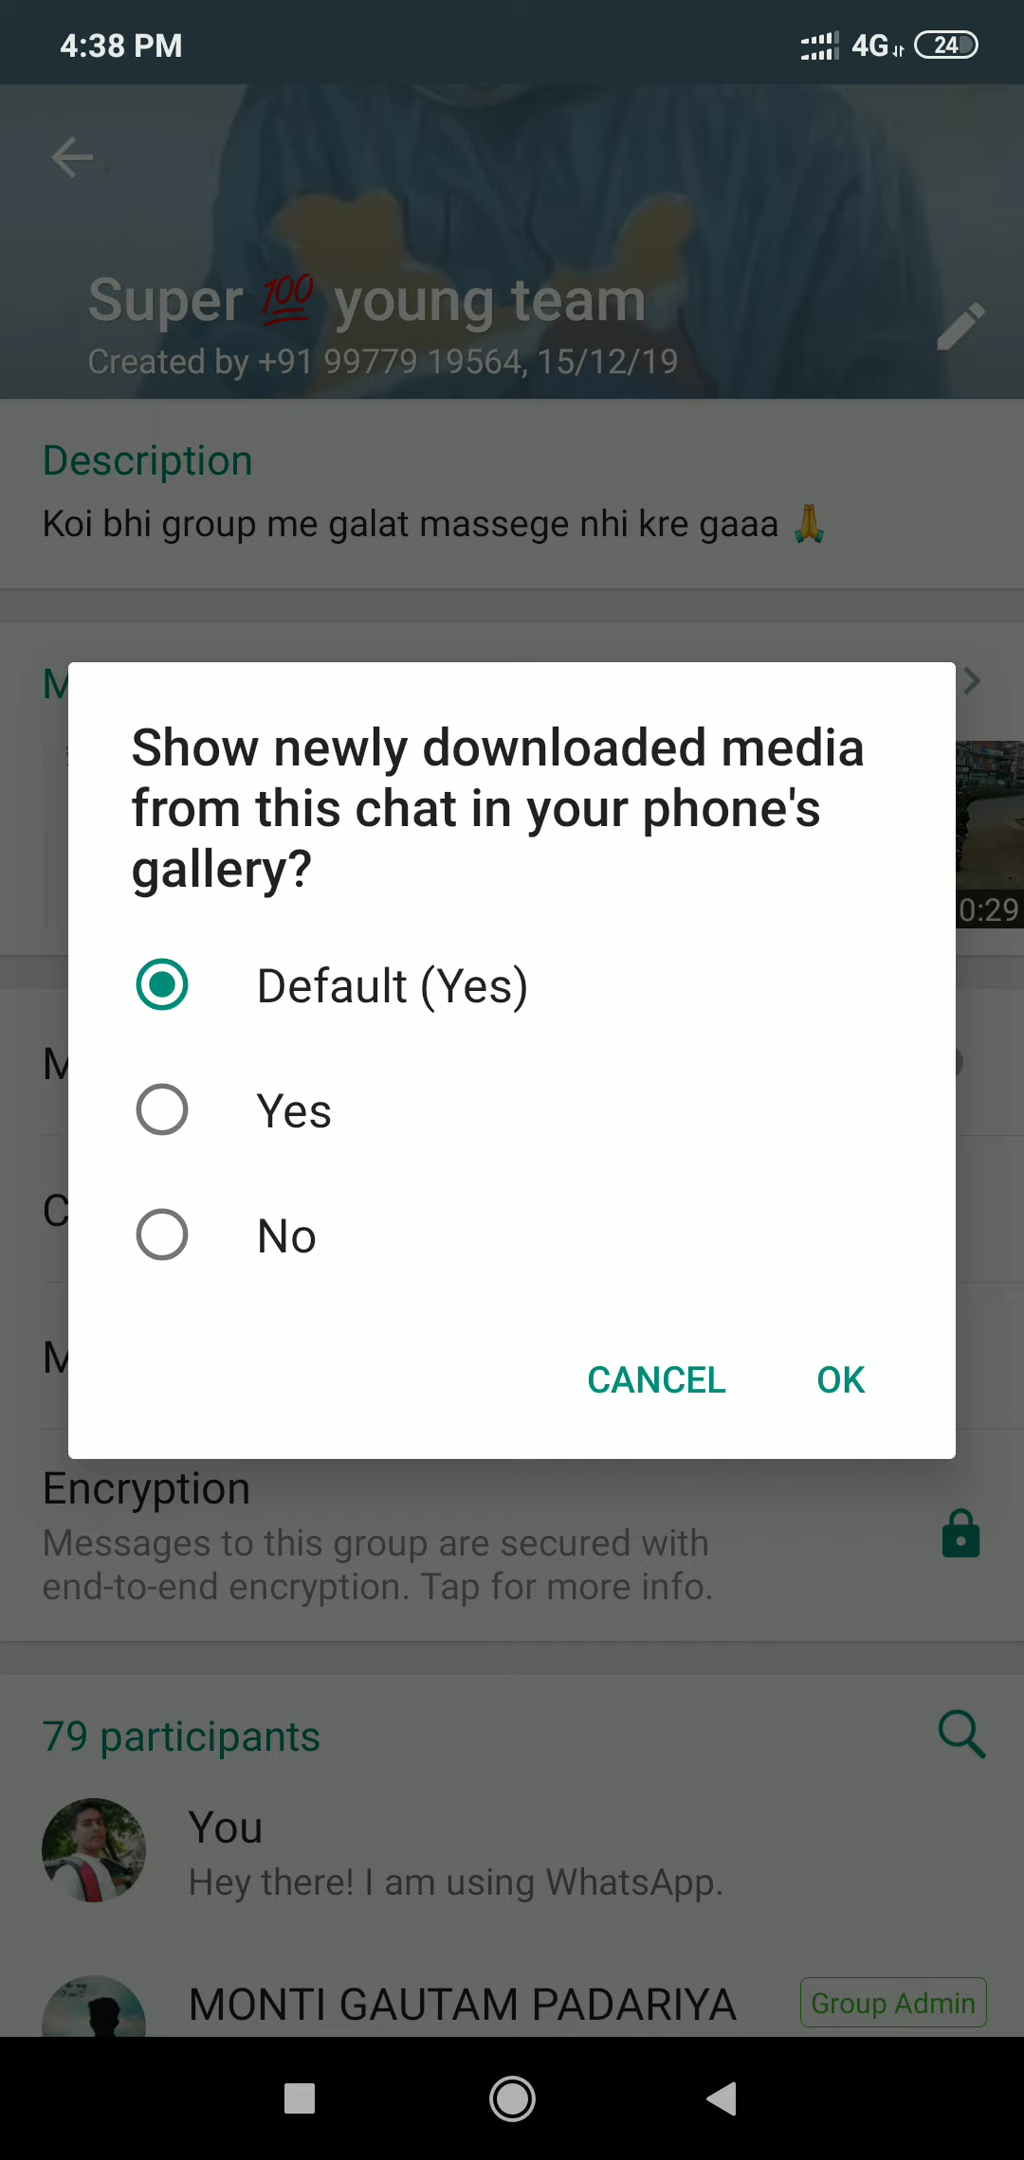 4:38 PM
4G 24
Super 💯 young team
Created by +91 99779 19564, 15/12/19
Description
Koi bhi group me galat massege nhi kre gaaa 🙏
M
Show newly downloaded media
from this chat in your phone's
gallery?
0:29
Default (Yes)
M
Yes
C
No
M
CANCEL OK
Encryption
Messages to this group are secured with
end-to-end encryption. Tap for more info.
79 participants
You
Hey there! I am using WhatsApp.
MONTI GAUTAM PADARIYA
Group Admin